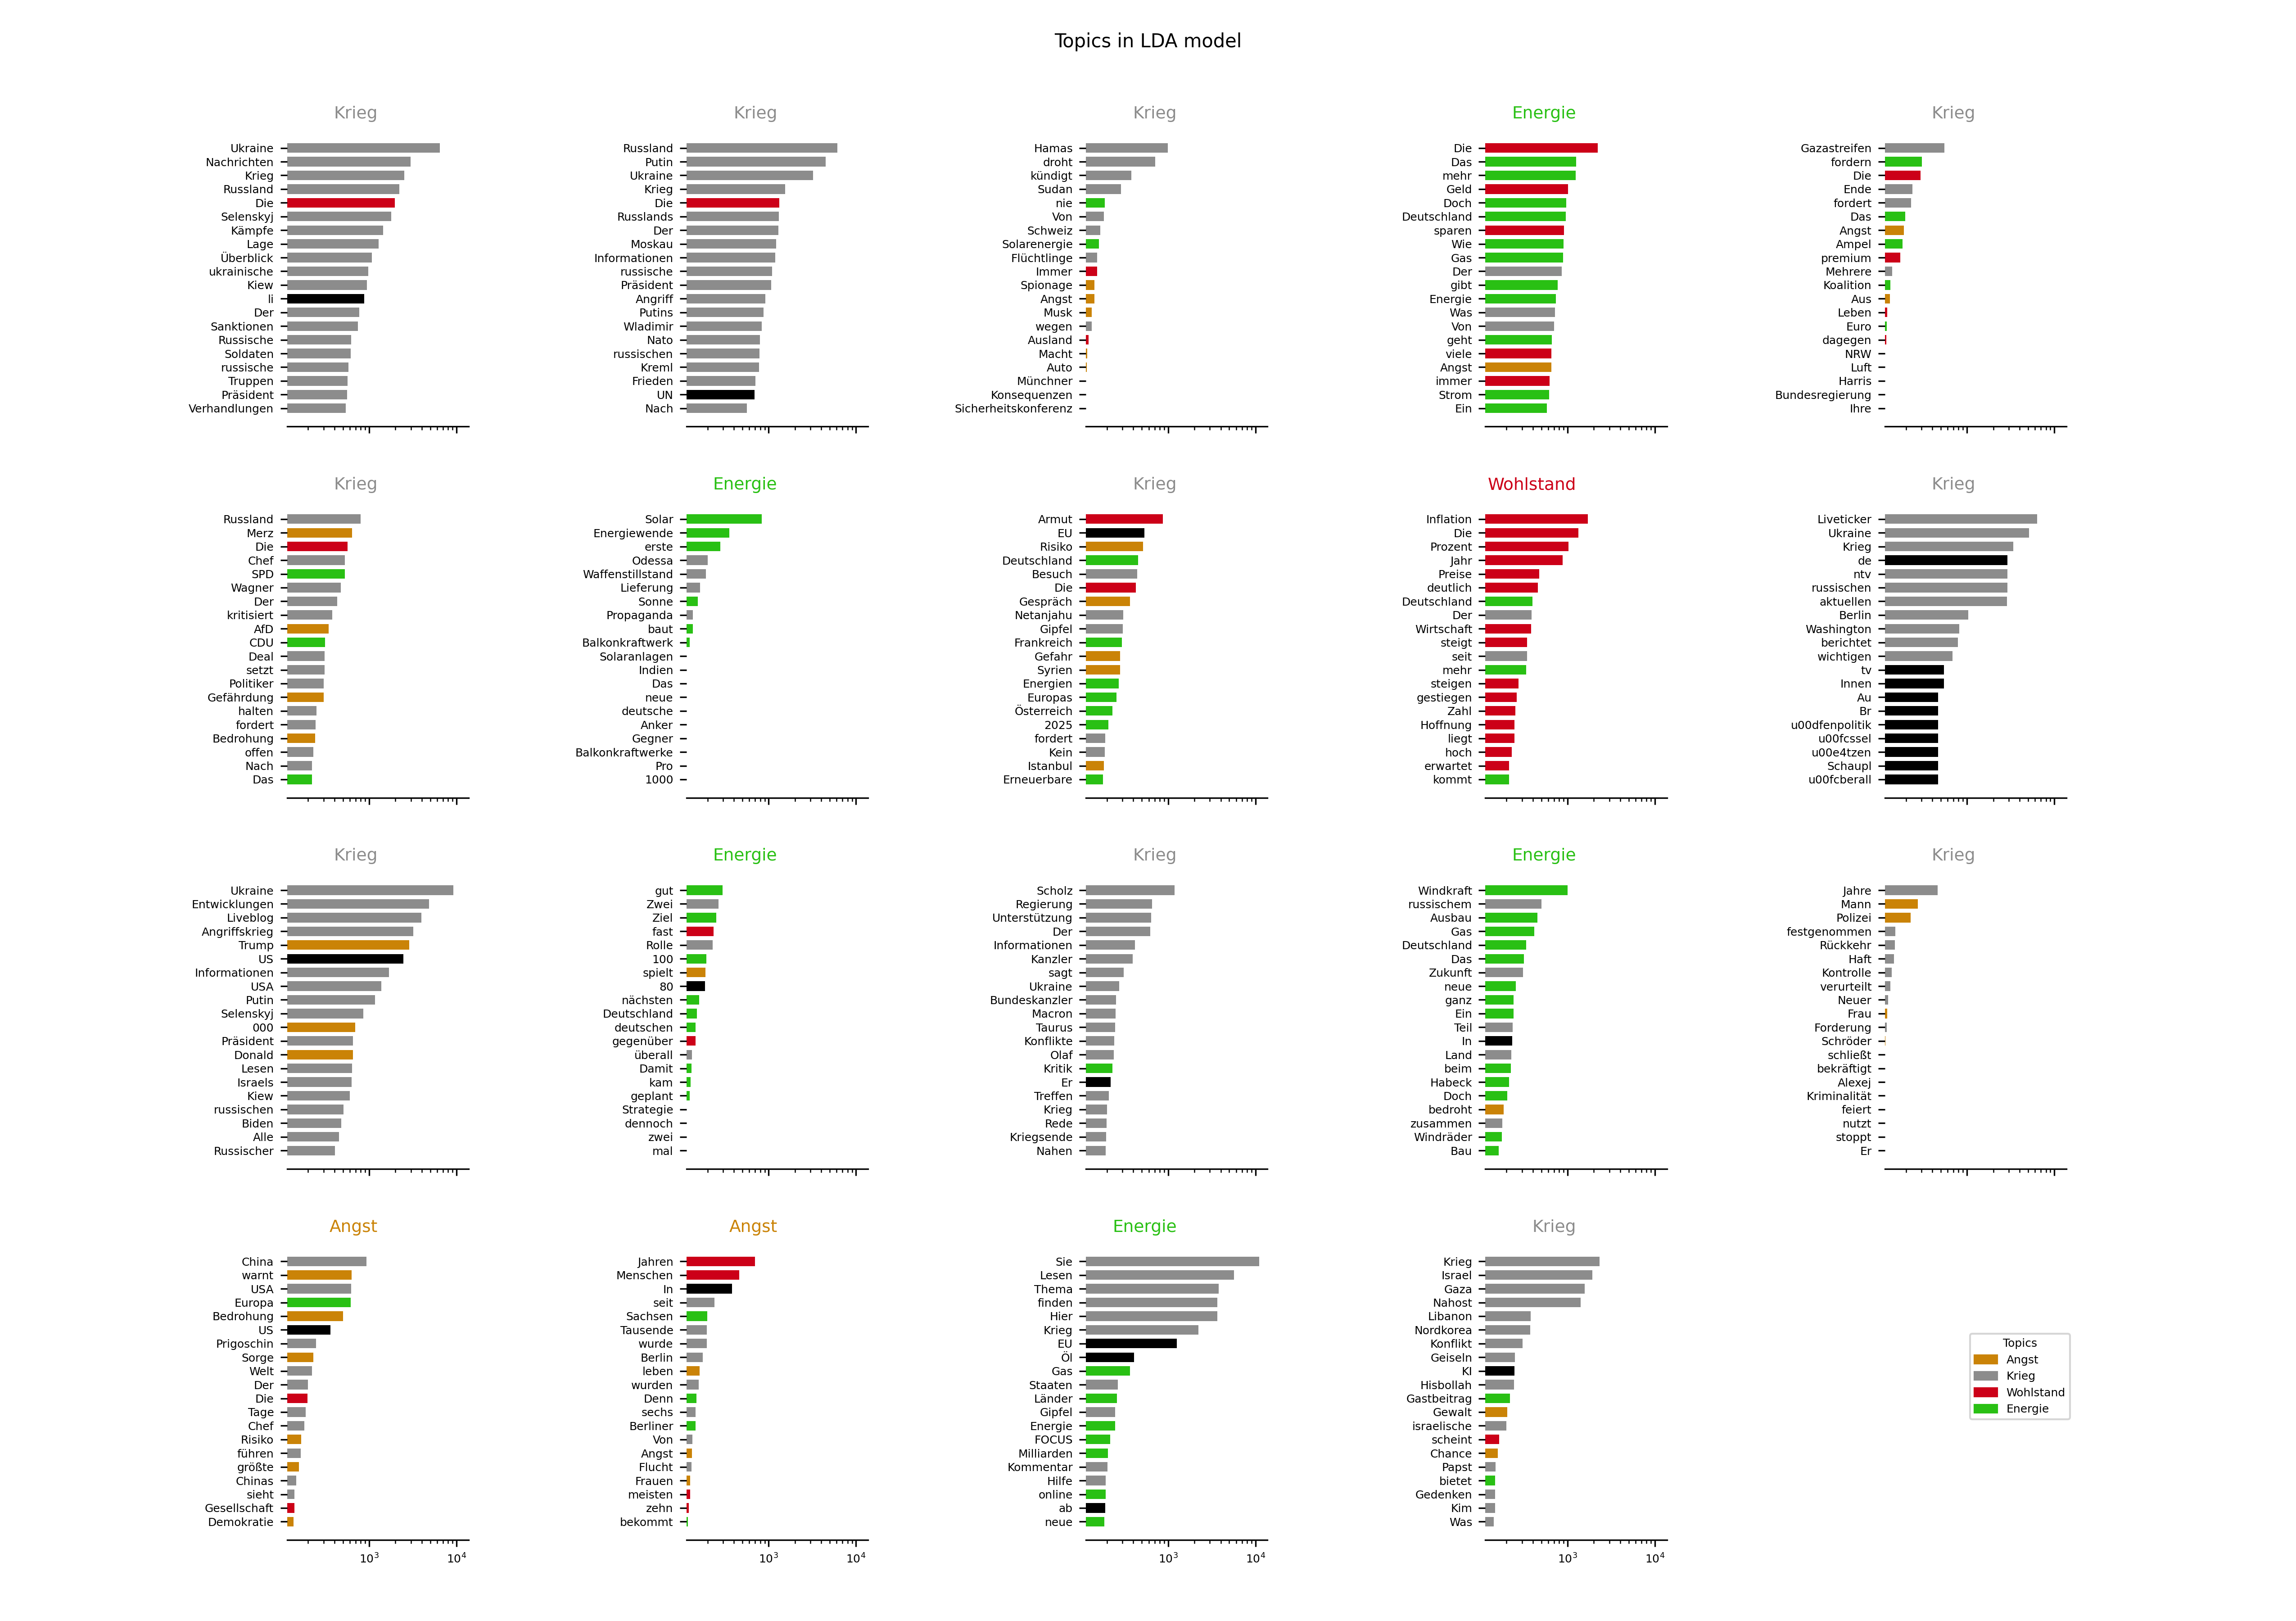 Topics in LDA model
Krieg
Ukraine
Nachrichten
Krieg
Russland
Die
Selenskyj
Kämpfe
Lage
Überblick
ukrainische
Kiew
li
Der
Sanktionen
Russische
Soldaten
russische
Truppen
Präsident
Verhandlungen
Krieg
Russland
Putin
Ukraine
Krieg
Die
Russlands
Der
Moskau
Informationen
russische
Präsident
Angriff
Putins
Wladimir
Nato
russischen
Kreml
Frieden
UN
Nach
Krieg
Hamas
droht
kündigt
Sudan
nie
Von
Schweiz
Solarenergie
Flüchtlinge
Immer
Spionage
Angst
Musk
wegen
Ausland
Macht
Auto
Münchner
Konsequenzen
Sicherheitskonferenz
Energie
Die
Das
mehr
Geld
Doch
Deutschland
sparen
Wie
Gas
Der
gibt
Energie
Was
Von
geht
viele
Angst
immer
Strom
Ein
Krieg
Gazastreifen
fordern
Die
Ende
fordert
Das
Angst
Ampel
premium
Mehrere
Koalition
Aus
Leben
Euro
dagegen
NRW
Luft
Harris
Bundesregierung
Ihre
Krieg
Russland
Merz
Die
Chef
SPD
Wagner
Der
kritisiert
AfD
CDU
Deal
setzt
Politiker
Gefährdung
halten
fordert
Bedrohung
offen
Nach
Das
Energie
Solar
Energiewende
erste
Odessa
Waffenstillstand
Lieferung
Sonne
Propaganda
baut
Balkonkraftwerk
Solaranlagen
Indien
Das
neue
deutsche
Anker
Gegner
Balkonkraftwerke
Pro
1000
Krieg
Armut
EU
Risiko
Deutschland
Besuch
Die
Gespräch
Netanjahu
Gipfel
Frankreich
Gefahr
Syrien
Energien
Europas
Österreich
2025
fordert
Kein
Istanbul
Erneuerbare
Wohlstand
Inflation
Die
Prozent
Jahr
Preise
deutlich
Deutschland
Der
Wirtschaft
steigt
seit
mehr
steigen
gestiegen
Zahl
Hoffnung
liegt
hoch
erwartet
kommt
Krieg
Liveticker
Ukraine
Krieg
de
ntv
russischen
aktuellen
Berlin
Washington
berichtet
wichtigen
tv
Innen
Au
Br
u00dfenpolitik
u00fcssel
u00e4tzen
Schaupl
u00fcberall
Krieg
Ukraine
Entwicklungen
Liveblog
Angriffskrieg
Trump
US
Informationen
USA
Putin
Selenskyj
000
Präsident
Donald
Lesen
Israels
Kiew
russischen
Biden
Alle
Russischer
Energie
gut
Zwei
Ziel
fast
Rolle
100
spielt
80
nächsten
Deutschland
deutschen
gegenüber
überall
Damit
kam
geplant
Strategie
dennoch
zwei
mal
Krieg
Scholz
Regierung
Unterstützung
Der
Informationen
Kanzler
sagt
Ukraine
Bundeskanzler
Macron
Taurus
Konflikte
Olaf
Kritik
Er
Treffen
Krieg
Rede
Kriegsende
Nahen
Energie
Windkraft
russischem
Ausbau
Gas
Deutschland
Das
Zukunft
neue
ganz
Ein
Teil
In
Land
beim
Habeck
Doch
bedroht
zusammen
Windräder
Bau
Krieg
Jahre
Mann
Polizei
festgenommen
Rückkehr
Haft
Kontrolle
verurteilt
Neuer
Frau
Forderung
Schröder
schließt
bekräftigt
Alexej
Kriminalität
feiert
nutzt
stoppt
Er
Angst
China
warnt
USA
Europa
Bedrohung
US
Prigoschin
Sorge
Welt
Der
Die
Tage
Chef
Risiko
führen
größte
Chinas
sieht
Gesellschaft
Demokratie
10³ 10⁴
Angst
Jahren
Menschen
In
seit
Sachsen
Tausende
wurde
Berlin
leben
wurden
Denn
sechs
Berliner
Von
Angst
Flucht
Frauen
meisten
zehn
bekommt
10³ 10⁴
Energie
Sie
Lesen
Thema
finden
Hier
Krieg
EU
Öl
Gas
Staaten
Länder
Gipfel
Energie
FOCUS
Milliarden
Kommentar
Hilfe
online
ab
neue
10³ 10⁴
Krieg
Krieg
Israel
Gaza
Nahost
Libanon
Nordkorea
Konflikt
Geiseln
KI
Hisbollah
Gastbeitrag
Gewalt
israelische
scheint
Chance
Papst
bietet
Gedenken
Kim
Was
10³ 10⁴
Topics
Angst
Krieg
Wohlstand
Energie